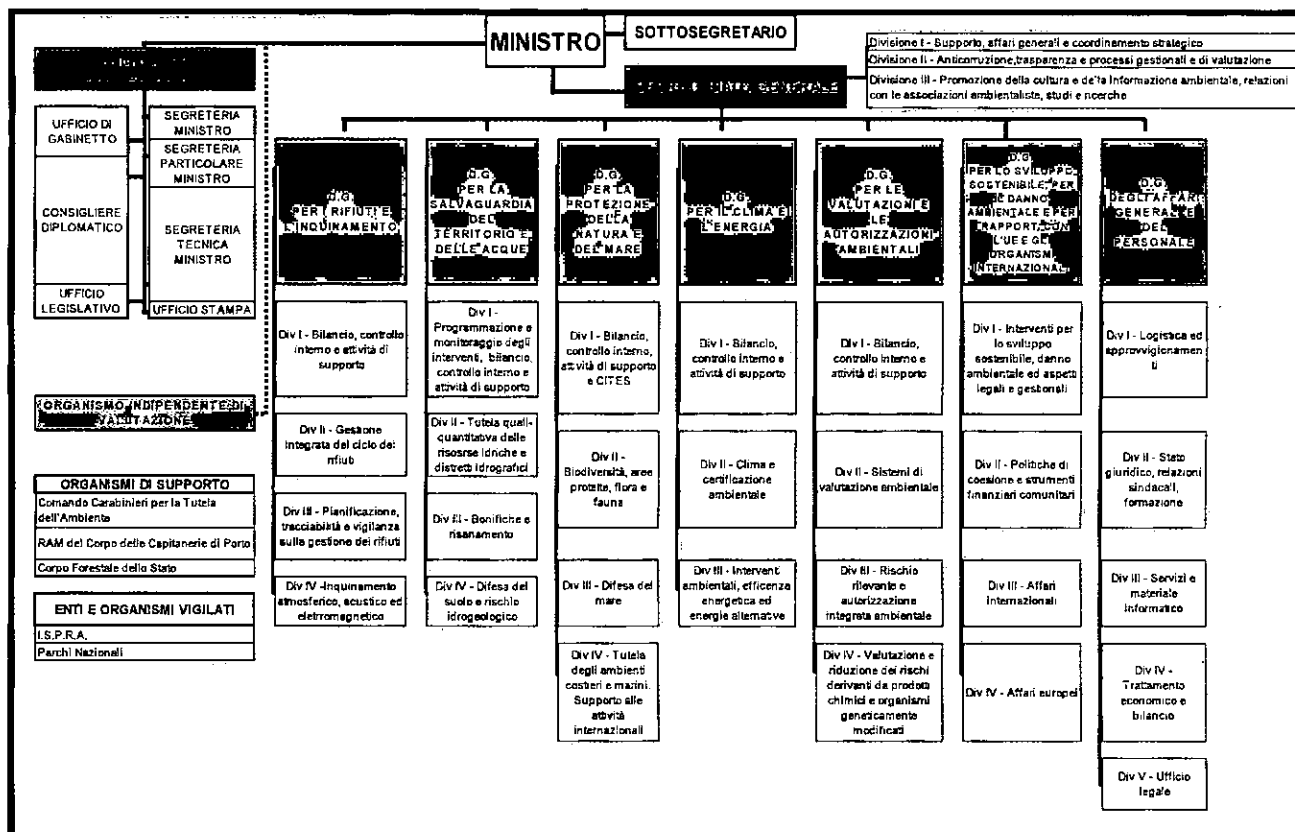 MINISTRO
SOTTOSEGRETARIO
Divisione I - Supporto, affari generali e coordinamento strategico
Divisione II - Anticorruzione, trasparenza e processi gestionali e di valutazione
Divisione III - Promozione della cultura e de'la Informazione ambientale, relazioni
con le associazioni ambientaliste, studi e ricerche
GENERALE
UFFICIO DI
GABINETTO
CONSIGLIERE
DIPLOMATICO
UFFICIO
LEGISLATIVO
SEGRETERIA
MINISTRO
SEGRETERIA
PARTICOLARE
MINISTRO
SEGRETERIA
TECNICA
MINISTRO
UFFICIO STAMPA
ORGANISMO INDIPENDENTE DI
VALUTAZIONE
ORGANISMI DI SUPPORTO
Comando Carabinieri per la Tutela
dell'Ambiente
RAM del Corpo delle Capitanerie di Porto
Corpo Forestale dello Stato
ENTI E ORGANISMI VIGILATI
I.S.P.R.A.
Parchi Nazionali
D.G.
PER I RIFIUTI E
L'INQUINAMENTO
Div I - Bilancio, controllo
interno e attività di
supporto
Div II - Gestione
integrata del ciclo dei
rifiuti
Div III - Pianificazione,
tracciabilità e vigilanza
sulla gestione dei rifiuti
Div IV -Inquinamento
atmosferico, acustico ed
elettromagnetico
D.G.
PER LA
SALVAGUARDIA
DEL
TERRITORIO E
DELLE ACQUE
Div I -
Programmazione e
monitoraggio degli
interventi, bilancio,
controllo interno e
attività di supporto
Div II - Tutela quali-
quantitativa delle
risosrse idriche e
distretti idrografici
Div III - Bonifiche e
risanamento
Div IV - Difesa del
suolo e rischio
idrogeologico
D.G.
PER LA
PROTEZIONE
DELLA
NATURA E
DEL MARE
Div I - Bilancio,
controllo interno,
attività di supporto
e CITES
Div II -
Biodiversità, aree
protette, flora e
fauna
Div III - Difesa del
mare
Div IV - Tutela
degli ambienti
costieri e marini.
Supporto alle
attività
internazionali
D.G.
PER IL CLIMA E
L'ENERGIA
Div I - Bilancio,
controllo interno e
attività di supporto
Div II - Clima e
certificazione
ambientale
Div III - Interventi
ambientali, efficenza
energetica ed
energie alternative
D.G.
PER LE
VALUTAZIONI E
LE
AUTORIZZAZIONI
AMBIENTALI
Div I - Bilancio,
controllo interno e
attività di supporto
Div II - Sistemi di
valutazione ambientale
Div III - Rischio
rilevante e
autorizzazione
integrata ambientale
Div IV - Valutazione e
riduzione dei rischi
derivanti da prodotti
chimici e organismi
geneticamente
modificati
D.G.
PER LO SVILUPPO
SOSTENIBILE, PER
IL DANNO
AMBIENTALE E PER
I RAPPORTI CON
L'UE E GLI
ORGANISMI
INTERNAZIONALI
Div I - Interventi per
lo sviluppo
sostenibile, danno
ambientale ed aspetti
legali e gestionali
Div II - Politiche di
coesione e strumenti
finanziari comunitari
Div III - Affari
internazionali
Div IV - Affari europei
D.G.
DEGLI AFFARI
GENERALI E
DEL
PERSONALE
Div I - Logistica ed
approvvigionamen
ti
Div II - Stato
giuridico, relazioni
sindacali,
formazione
Div III - Servizi e
materiale
Informatico
Div IV -
Trattamento
economico e
bilancio
Div V - Ufficio
legale